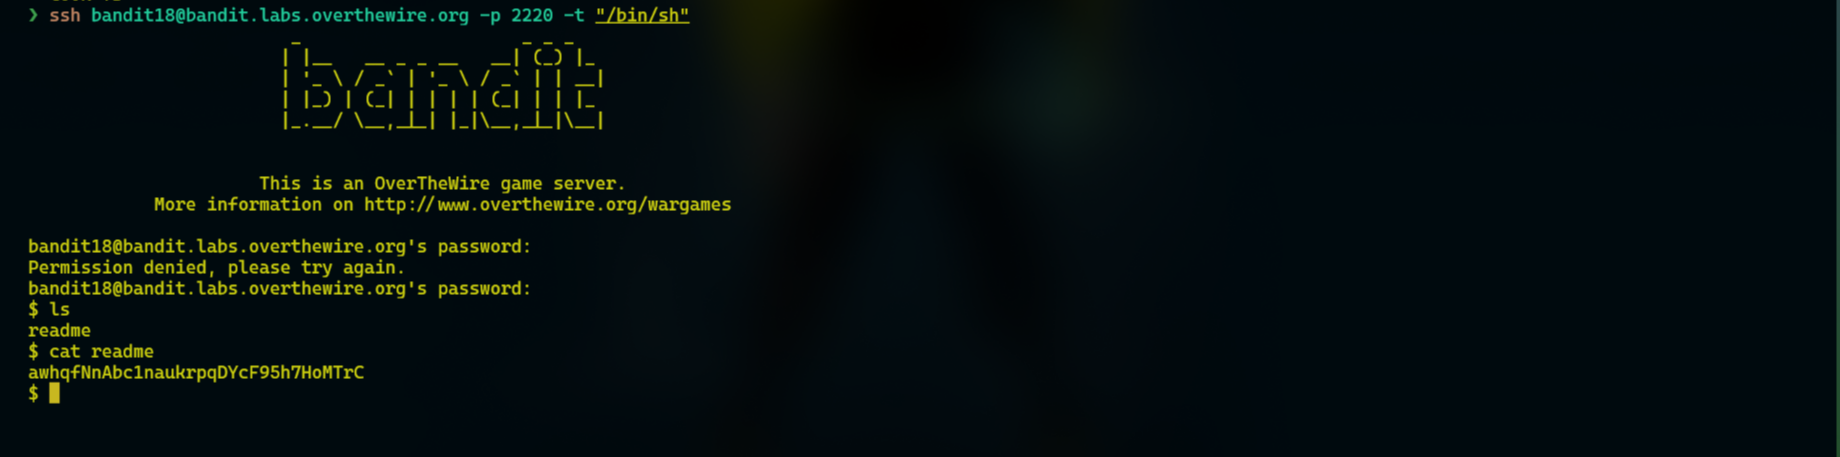 ❯ ssh bandit18@bandit.labs.overthewire.org -p 2220 -t "/bin/sh"
bandit
This is an OverTheWire game server.
More information on http://www.overthewire.org/wargames
bandit18@bandit.labs.overthewire.org's password:
Permission denied, please try again.
bandit18@bandit.labs.overthewire.org's password:
$ ls
readme
$ cat readme
awhqfNnAbc1naukrpqDYcF95h7HoMTrC
$